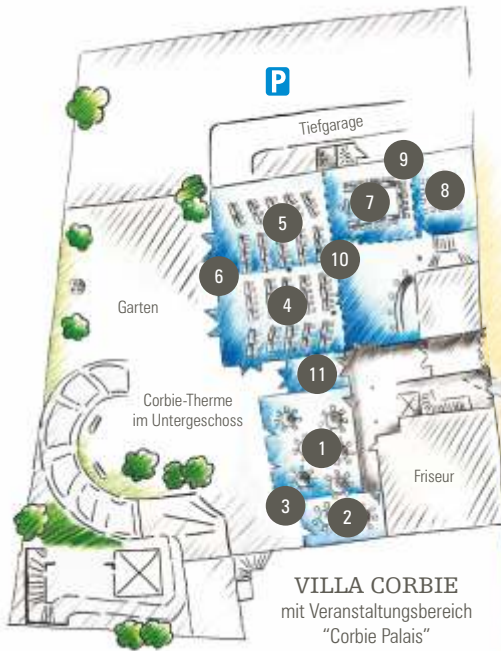 P
Tiefgarage
9
7
8
5
6
10
4
Garten
11
Corbie-Therme
im Untergeschoss
1
Friseur
3
2
VILLA CORBIE
mit Veranstaltungsbereich
“Corbie Palais”